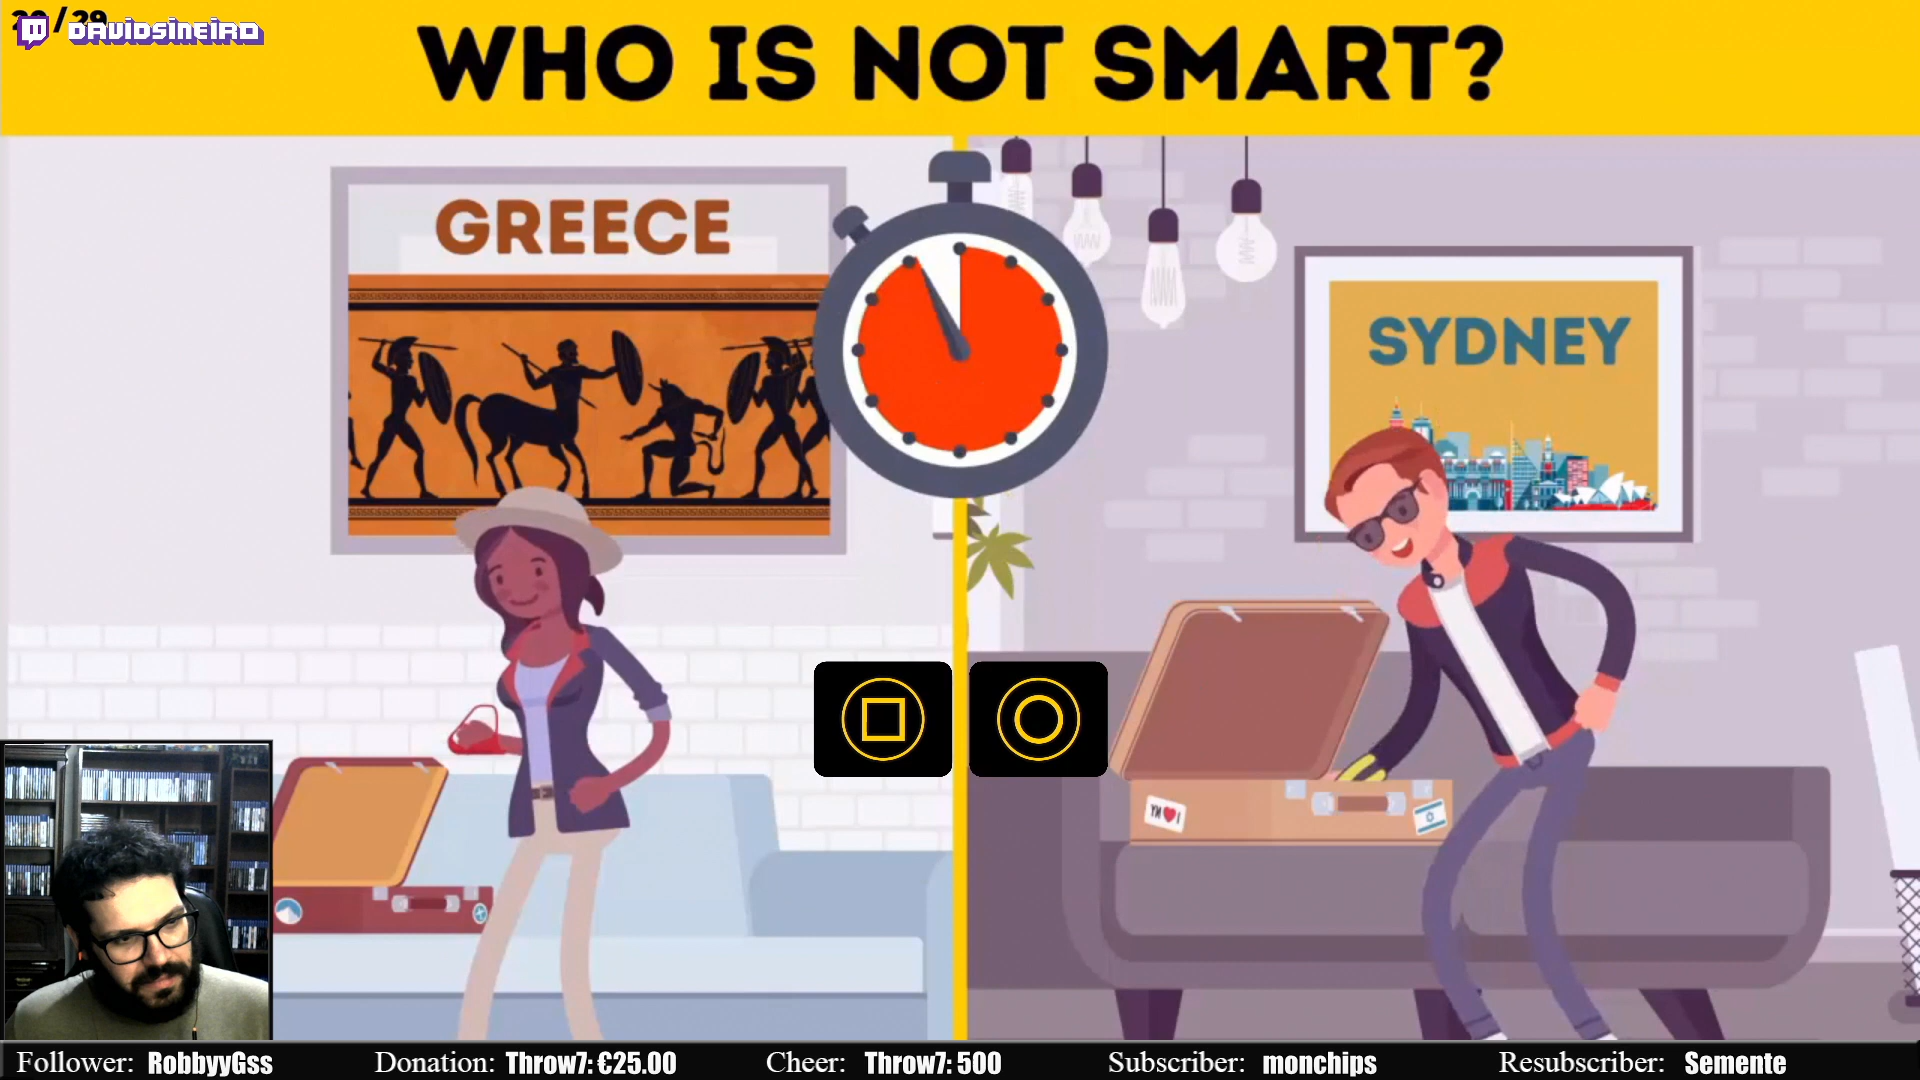 DAVIDSINEIRO
WHO IS NOT SMART?
GREECE
SYDNEY
Follower: RobbyyGss
Donation: Throw7: €25.00
Cheer: Throw7: 500
Subscriber: monchips
Resubscriber: Semente